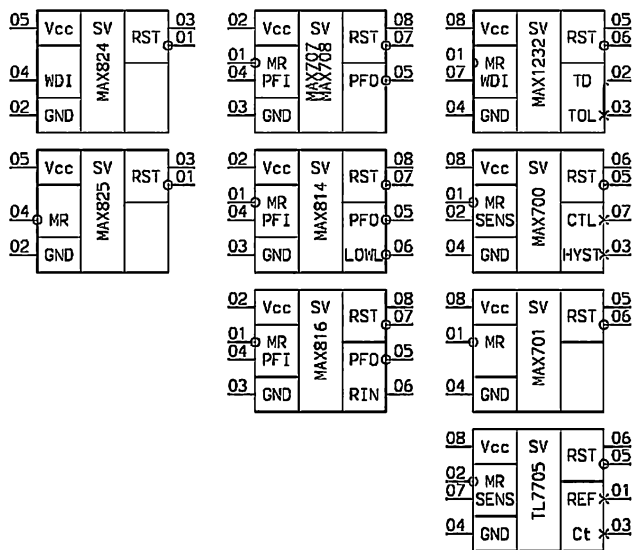 05 Vcc SV RST 03
01
04 WDI MAX824
02 GND
02 Vcc SV RST 08
07
01 MR MAX707
04 PFI MAX708 PFO 05
03 GND
08 Vcc SV RST 05
06
01 MR MAX1232
07 WDI TD 02
04 GND TOL 03
05 Vcc SV RST 03
01
04 MR MAX825
02 GND
02 Vcc SV RST 08
07
01 MR MAX814
04 PFI PFO 05
03 GND LOWL 06
08 Vcc SV RST 06
05
01 MR MAX700
02 SENS CTL 07
04 GND HYST 03
02 Vcc SV RST 08
07
01 MR MAX816
04 PFI PFO 05
03 GND RIN 06
08 Vcc SV RST 05
06
01 MR MAX701
04 GND
08 Vcc SV RST 06
05
02 MR TL7705
07 SENS REF 01
04 GND Ct 03